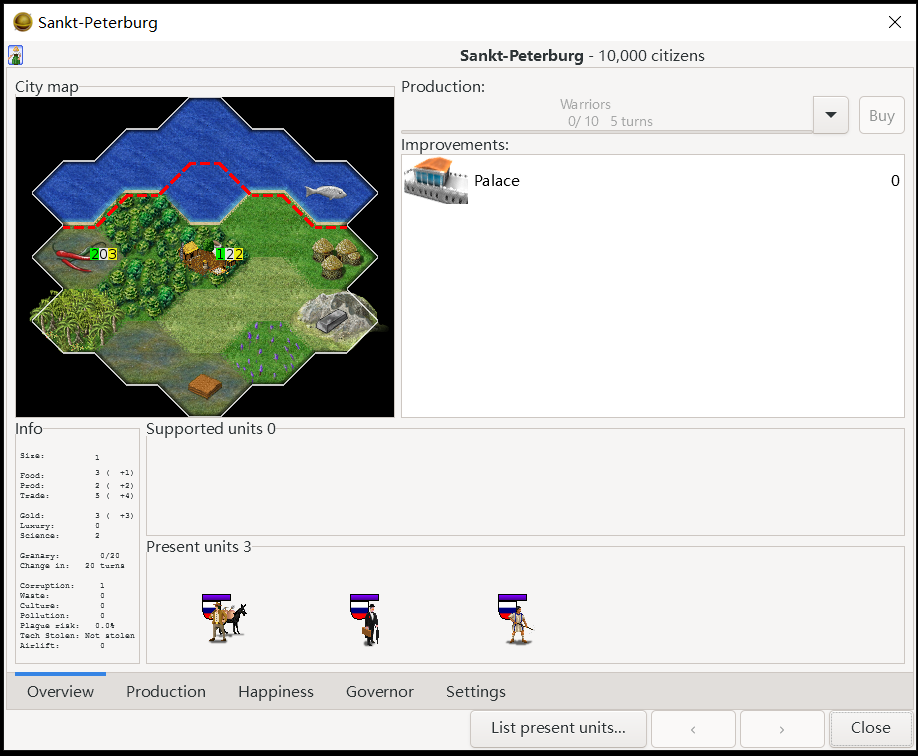 Sankt-Peterburg
Sankt-Peterburg - 10,000 citizens
City map
203
122
Production:
Warriors
0/ 10 5 turns
Buy
Improvements:
Palace 0
Info
Size: 1
Food: 3 ( +1)
Prod: 2 ( +2)
Trade: 5 ( +4)
Gold: 3 ( +3)
Luxury: 0
Science: 2
Granary: 0/20
Change in: 20 turns
Corruption: 1
Waste: 0
Culture: 0
Pollution: 0
Plague risk: 0.0%
Tech Stolen: Not stolen
Airlift: 0
Supported units 0
Present units 3
Overview Production Happiness Governor Settings
List present units... ‹ › Close